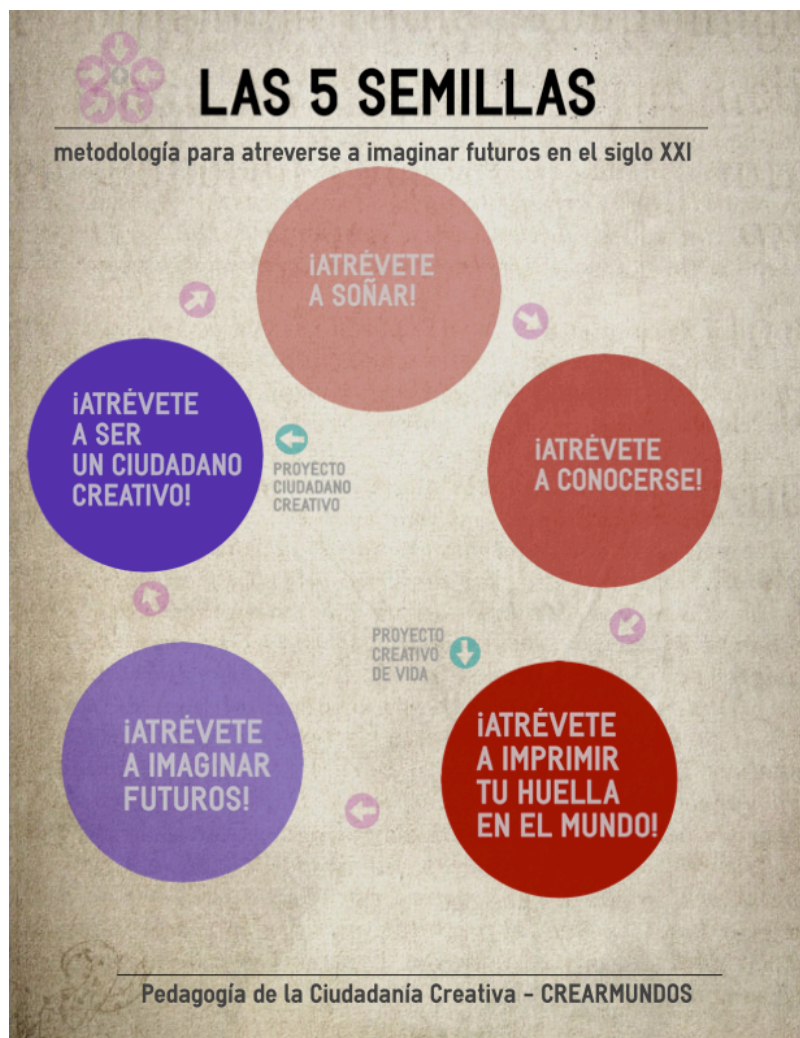 LAS 5 SEMILLAS
metodología para atreverse a imaginar futuros en el siglo XXI
¡ATRÉVETE
A SOÑAR!
¡ATRÉVETE
A CONOCERSE!
¡ATRÉVETE
A IMPRIMIR
TU HUELLA
EN EL MUNDO!
PROYECTO
CREATIVO
DE VIDA
¡ATRÉVETE
A IMAGINAR
FUTUROS!
¡ATRÉVETE
A SER
UN CIUDADANO
CREATIVO!
PROYECTO
CIUDADANO
CREATIVO
Pedagogía de la Ciudadanía Creativa - CREARMUNDOS